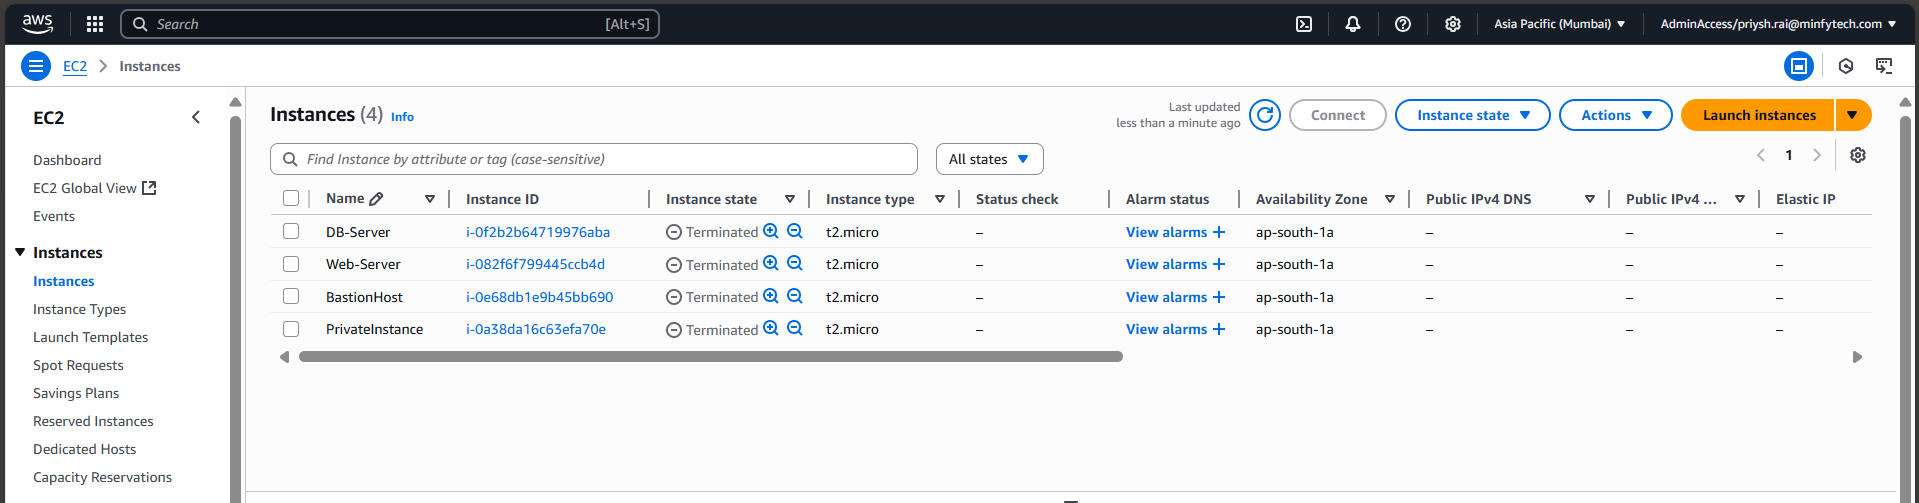 aws Search [Alt+S] Asia Pacific (Mumbai) AdminAccess/priysh.rai@minfytech.com
EC2 Instances
EC2
Dashboard
EC2 Global View
Events
Instances
Instances
Instance Types
Launch Templates
Spot Requests
Savings Plans
Reserved Instances
Dedicated Hosts
Capacity Reservations
Instances (4) Info
Last updated
less than a minute ago
Connect Instance state Actions Launch instances
Find Instance by attribute or tag (case-sensitive) All states 1
Name Instance ID Instance state Instance type Status check Alarm status Availability Zone Public IPv4 DNS Public IPv4 ... Elastic IP
DB-Server i-0f2b2b64719976aba Terminated t2.micro – View alarms + ap-south-1a – – –
Web-Server i-082f6f799445ccb4d Terminated t2.micro – View alarms + ap-south-1a – – –
BastionHost i-0e68db1e9b45bb690 Terminated t2.micro – View alarms + ap-south-1a – – –
PrivateInstance i-0a38da16c63efa70e Terminated t2.micro – View alarms + ap-south-1a – – –